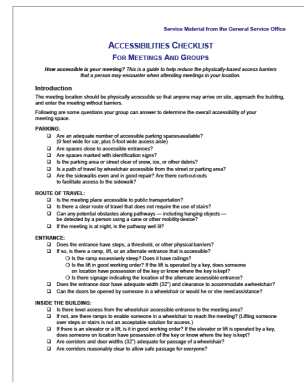 Service Material from the General Service Office
ACCESSIBILITIES CHECKLIST
FOR MEETINGS AND GROUPS
How accessible is your meeting? This is a guide to help reduce the physically-based access barriers
that a person may encounter when attending meetings in your location.
Introduction
The meeting location should be physically accessible so that anyone may arrive on site, approach the building,
and enter the meeting without barriers.
Following are some questions your group can answer to determine the overall accessibility of your
meeting space.
PARKING:
❑ Are an adequate number of accessible parking spaces available?
(9 feet wide for car, plus 5-foot wide access aisle)
❑ Are spaces close to accessible entrances?
❑ Are spaces marked with identification signs?
❑ Is the parking area or street clear of snow, ice, or other debris?
❑ Is a path of travel by wheelchair accessible from the street or parking area?
❑ Are the sidewalks even and in good repair? Are there curb-cut-outs
to facilitate access to the sidewalk?
ROUTE OF TRAVEL:
❑ Is the meeting place accessible to public transportation?
❑ Is there a clear route of travel that does not require the use of stairs?
❑ Can any potential obstacles along pathways — including hanging objects —
be detected by a person using a cane or other mobility device?
❑ If the meeting is at night, is the pathway well lit?
ENTRANCE:
❑ Does the entrance have steps, a threshold, or other physical barriers?
❑ If so, is there a ramp, lift, or an alternate entrance that is accessible?
❍ Is the ramp excessively steep? Does it have railings?
❍ Is the lift in good working order? If the lift is operated by a key, does someone
on location have possession of the key or know where the key is kept?
❍ Is there signage indicating the location of the alternate accessible entrance?
❑ Does the entrance door have adequate width (32") and clearance to accommodate a wheelchair?
❑ Can the doors be opened by someone in a wheelchair or would he or she need assistance?
INSIDE THE BUILDING:
❑ Is there level access from the wheelchair accessible entrance to the meeting area?
❑ If not, are there ramps to enable someone in a wheelchair to reach the meeting? (Lifting someone
over steps or stairs is not an acceptable solution for access.)
❑ If there is an elevator or a lift, is it in good working order? If the elevator or lift is operated by a key,
does someone on location have possession of the key or know where the key is kept?
❑ Are corridors and door widths (32") adequate for passage of a wheelchair?
❑ Are corridors reasonably clear to allow safe passage for everyone?